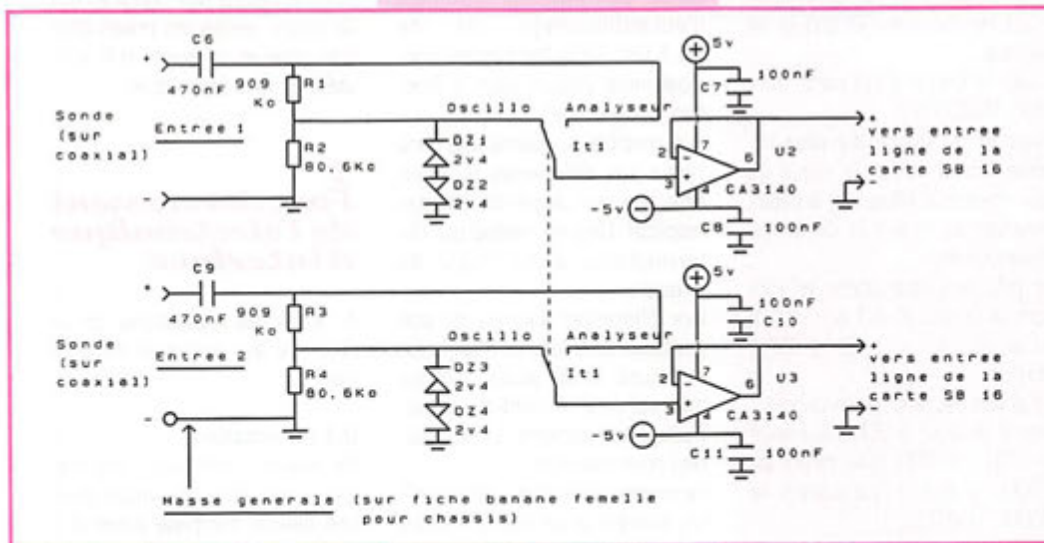 C6
+
470nF
909
Ko
R1
5v
100nF
C7
Oscillo
Analyseur
Sonde
(sur
coaxial)
Entree 1
R2
80,6Ko
DZ1
2v4
DZ2
2v4
It1
2
3
7
6
4
-
+
U2
CA3140
-5v
C8
100nF
+
vers entree
ligne de la
carte SB 16
-
C9
+
470nF
909
Ko
R3
5v
100nF
C10
Oscillo
Analyseur
Sonde
(sur
coaxial)
Entree 2
-
R4
80,6Ko
DZ3
2v4
DZ4
2v4
It1
2
3
7
6
4
-
+
U3
CA3140
-5v
C11
100nF
+
vers entree
ligne de la
carte SB 16
-
Masse generale (sur fiche banane femelle
pour chassis)